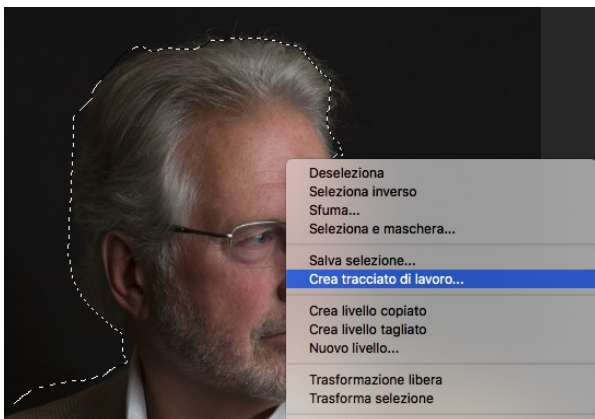 Deseleziona
Seleziona inverso
Sfuma...
Seleziona e maschera...
Salva selezione...
Crea tracciato di lavoro...
Crea livello copiato
Crea livello tagliato
Nuovo livello...
Trasformazione libera
Trasforma selezione